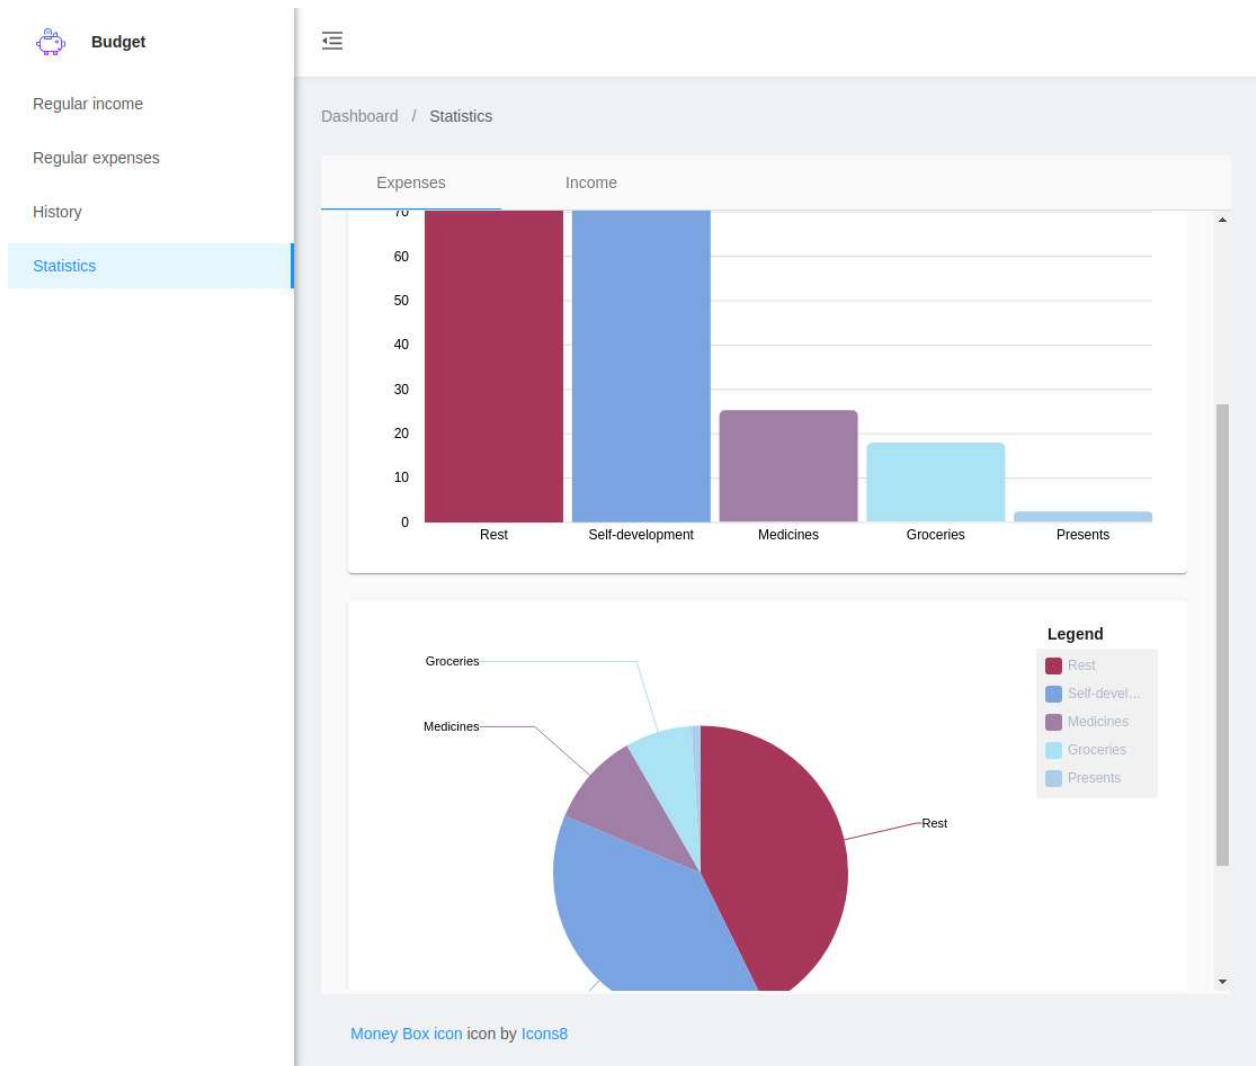 Budget
Regular income
Regular expenses
History
Statistics
Dashboard / Statistics
Expenses
Income
70
60
50
40
30
20
10
0
Rest
Self-development
Medicines
Groceries
Presents
Legend
Rest
Self-devel...
Medicines
Groceries
Presents
Groceries
Medicines
Rest
Money Box icon icon by Icons8